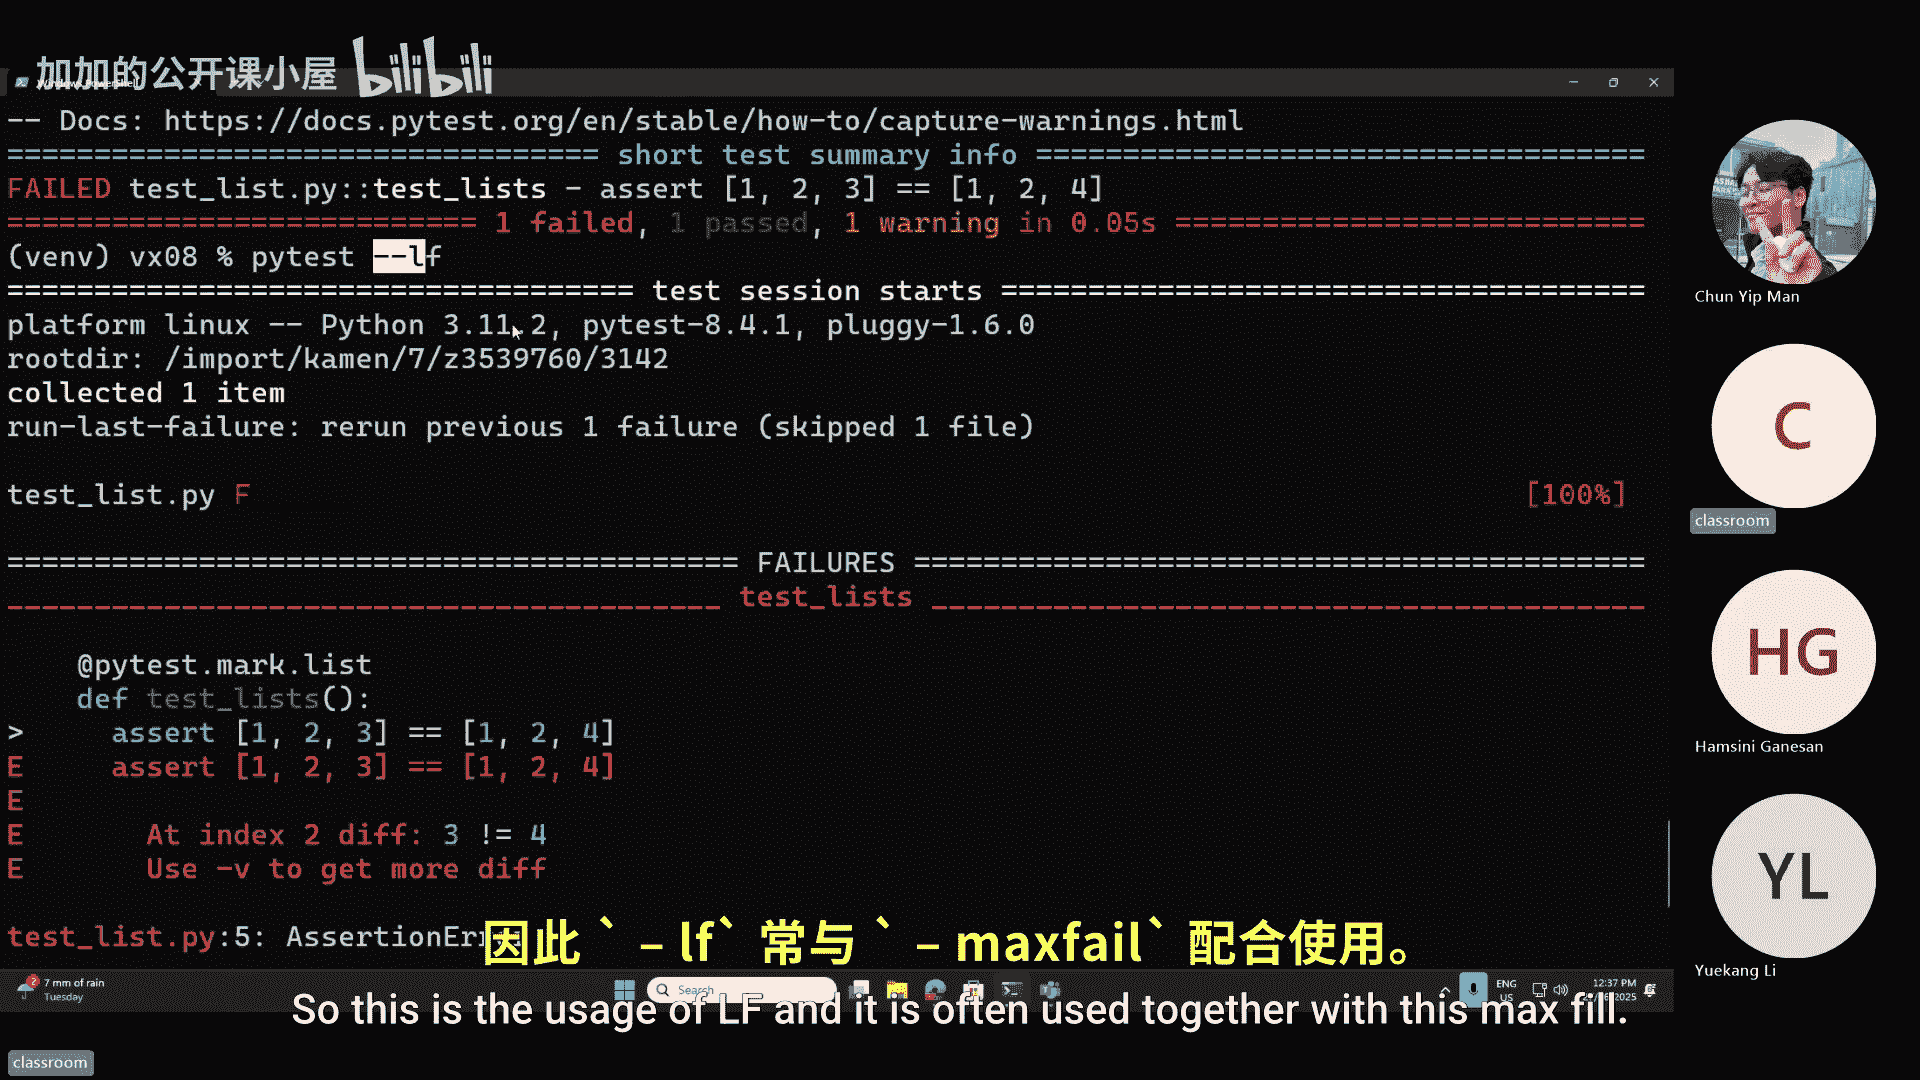 加加的公开课小屋 bilibili
-- Docs: https://docs.pytest.org/en/stable/how-to/capture-warnings.html
================================== short test summary info ===================================
FAILED test_list.py::test_lists - assert [1, 2, 3] == [1, 2, 4]
=========================== 1 failed, 1 passed, 1 warning in 0.05s ===========================
(venv) vx08 % pytest --lf
==================================== test session starts =====================================
platform linux -- Python 3.11.2, pytest-8.4.1, pluggy-1.6.0
rootdir: /import/kamen/7/z3539760/3142
collected 1 item
run-last-failure: rerun previous 1 failure (skipped 1 file)
test_list.py F [100%]
========================================== FAILURES ==========================================
_________________________________________ test_lists _________________________________________
@pytest.mark.list
def test_lists():
> assert [1, 2, 3] == [1, 2, 4]
E assert [1, 2, 3] == [1, 2, 4]
E
E At index 2 diff: 3 != 4
E Use -v to get more diff
test_list.py:5:
因此 ` – lf` 常与 ` – maxfail` 配合使用。
2
7 mm of rain
Tuesday
Search
ENG
US
12:37 PM
So this is the usage of LF and it is often used together with this max fill.
classroom
Chun Yip Man
C
classroom
HG
Hamsini Ganesan
YL
Yuekang Li